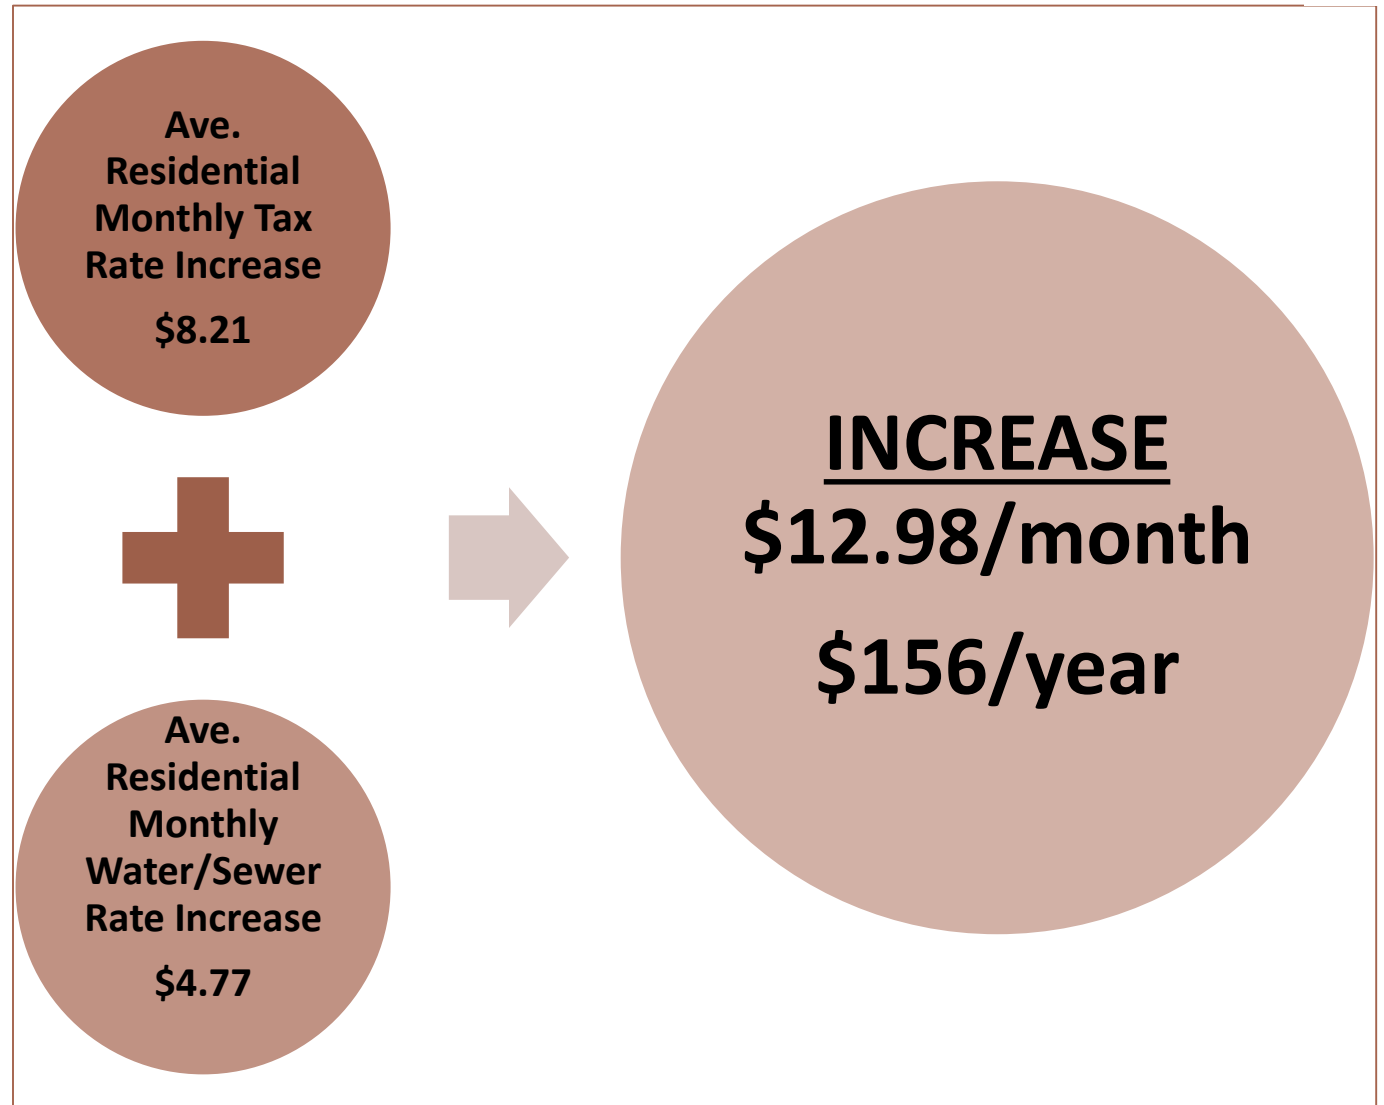 Ave.
Residential
Monthly Tax
Rate Increase
$8.21
Ave.
Residential
Monthly
Water/Sewer
Rate Increase
$4.77
INCREASE
$12.98/month
$156/year